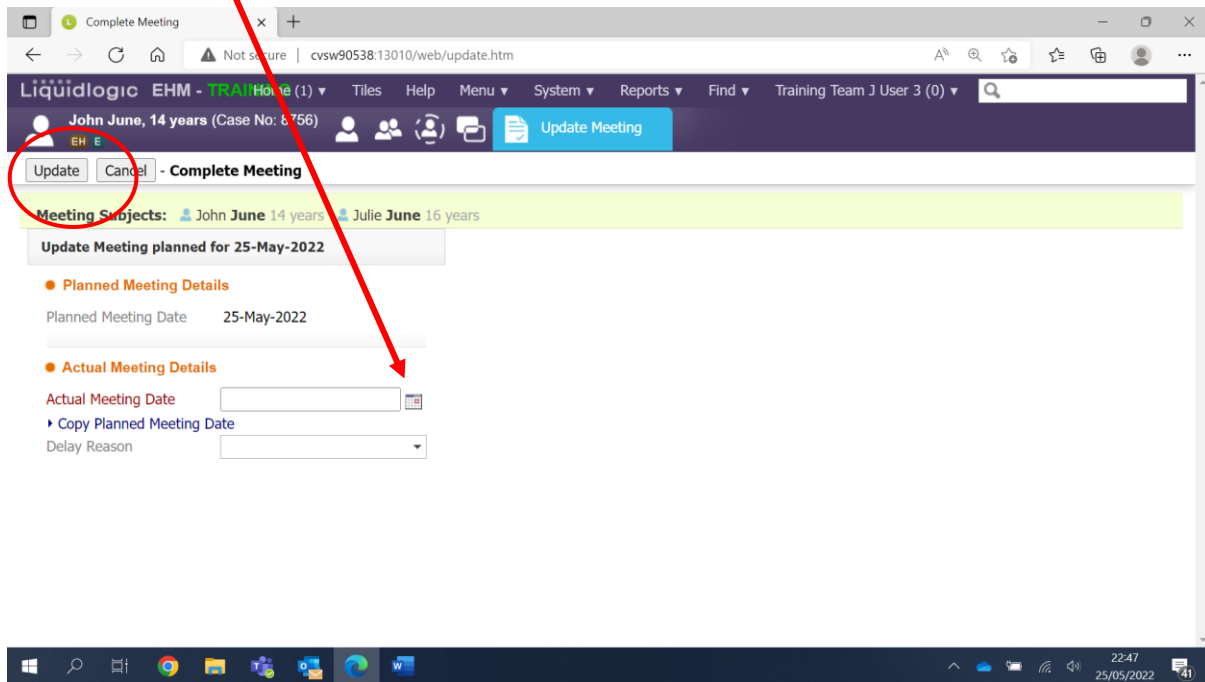 Complete Meeting
Not secure | cvsw90538:13010/web/update.htm
Liquidlogic EHM - TRAINING Home (1) Tiles Help Menu System Reports Find Training Team J User 3 (0)
John June, 14 years (Case No: 8756)
EH E
Update Meeting
Update Cancel - Complete Meeting
Meeting Subjects: John June 14 years Julie June 16 years
Update Meeting planned for 25-May-2022
Planned Meeting Details
Planned Meeting Date 25-May-2022
Actual Meeting Details
Actual Meeting Date
Copy Planned Meeting Date
Delay Reason
22:47
25/05/2022
41